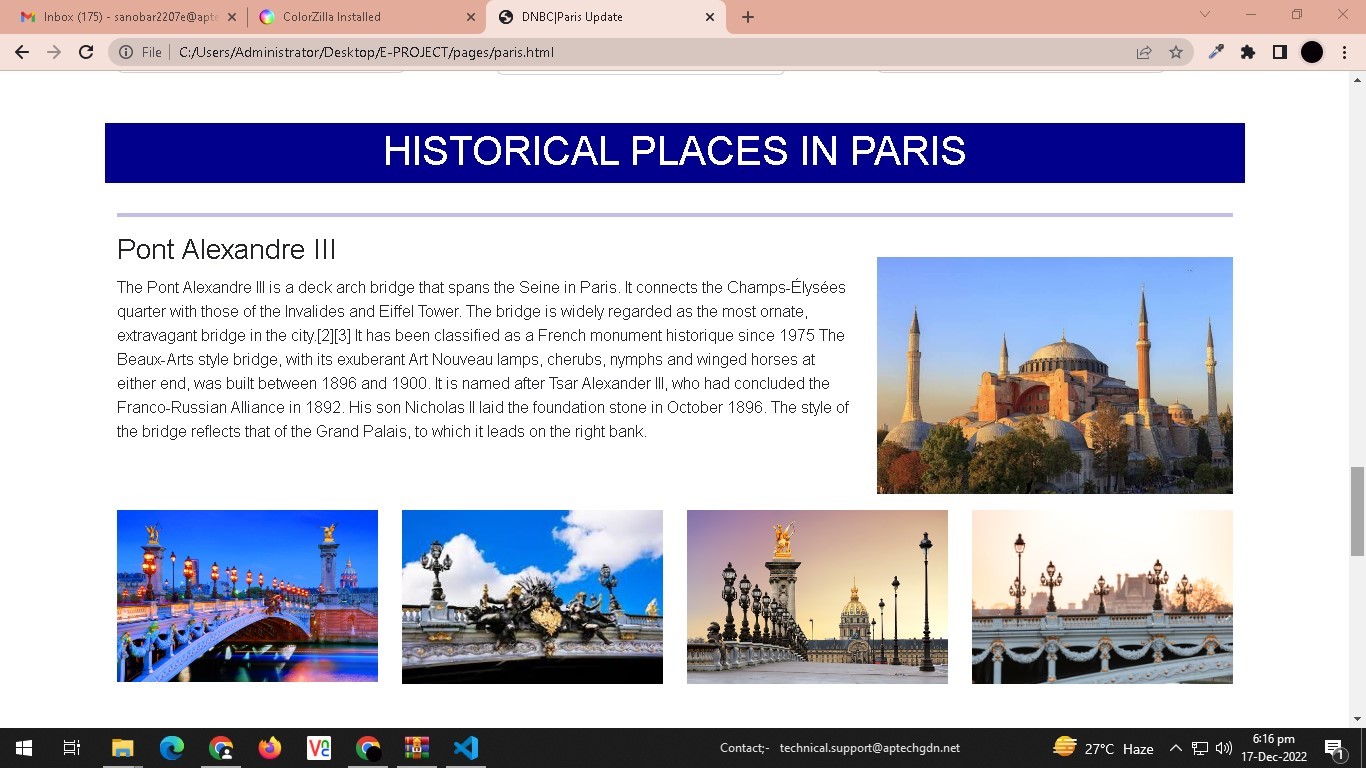 Inbox (175) - sanobar2207e@apte
ColorZilla Installed
DNBC|Paris Update
File
C:/Users/Administrator/Desktop/E-PROJECT/pages/paris.html
HISTORICAL PLACES IN PARIS
Pont Alexandre III
The Pont Alexandre III is a deck arch bridge that spans the Seine in Paris. It connects the Champs-Élysées
quarter with those of the Invalides and Eiffel Tower. The bridge is widely regarded as the most ornate,
extravagant bridge in the city.[2][3] It has been classified as a French monument historique since 1975 The
Beaux-Arts style bridge, with its exuberant Art Nouveau lamps, cherubs, nymphs and winged horses at
either end, was built between 1896 and 1900. It is named after Tsar Alexander III, who had concluded the
Franco-Russian Alliance in 1892. His son Nicholas II laid the foundation stone in October 1896. The style of
the bridge reflects that of the Grand Palais, to which it leads on the right bank.
Contact;- technical.support@aptechgdn.net
27°C Haze
6:16 pm
17-Dec-2022
1